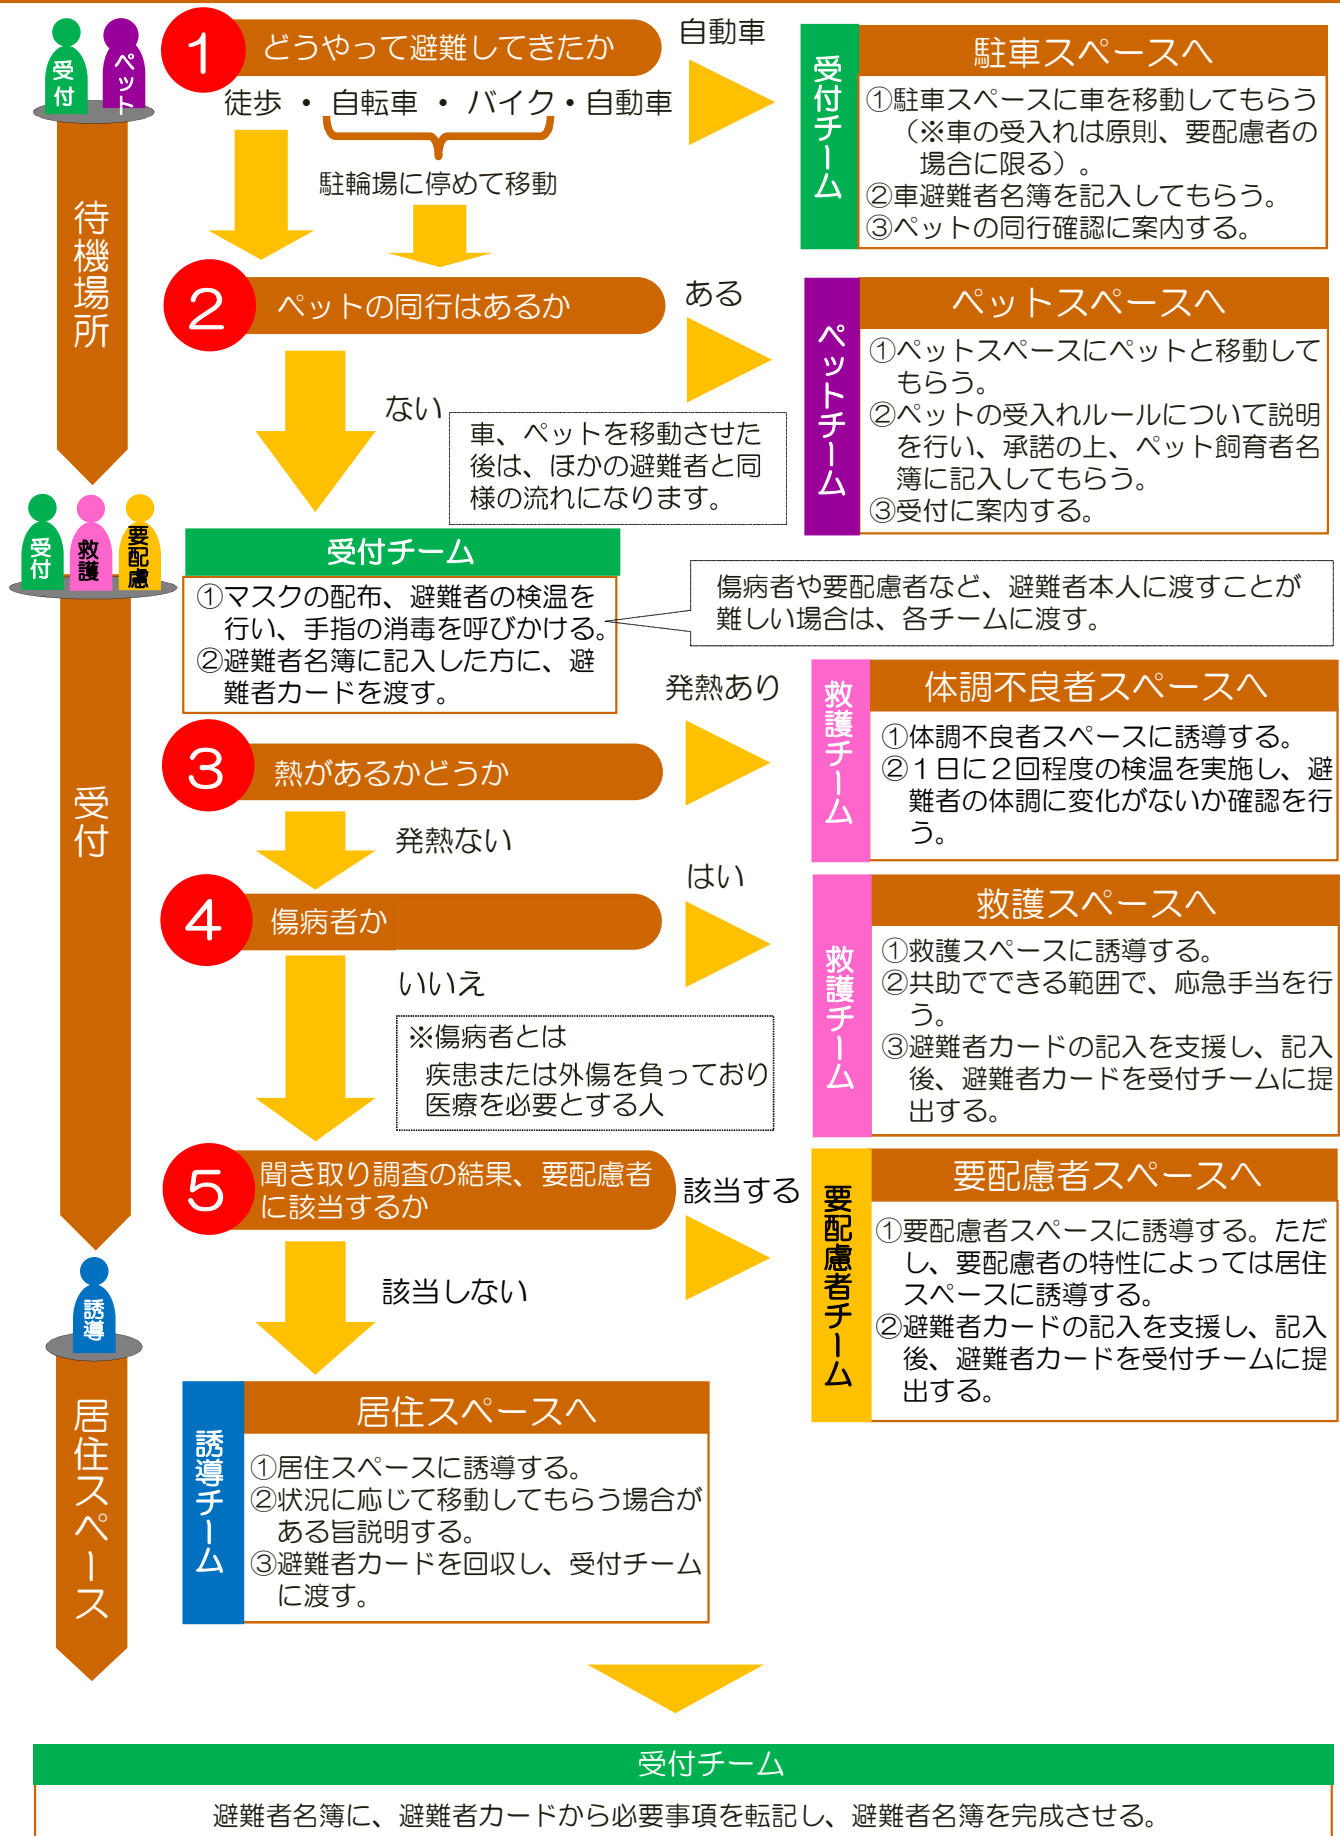 受付
ペット
待機場所
1
どうやって避難してきたか
自動車
徒歩 ・ 自転車 ・ バイク・自動車
駐輪場に停めて移動
受付チーム
駐車スペースへ
①駐車スペースに車を移動してもらう
（※車の受入れは原則、要配慮者の
場合に限る）。
②車避難者名簿を記入してもらう。
③ペットの同行確認に案内する。
2
ペットの同行はあるか
ある
ない
車、ペットを移動させた
後は、ほかの避難者と同
様の流れになります。
ペットチーム
ペットスペースへ
①ペットスペースにペットと移動して
もらう。
②ペットの受入れルールについて説明
を行い、承諾の上、ペット飼育者名
簿に記入してもらう。
③受付に案内する。
受付
救護
要配慮
受付
受付チーム
①マスクの配布、避難者の検温を
行い、手指の消毒を呼びかける。
②避難者名簿に記入した方に、避
難者カードを渡す。
傷病者や要配慮者など、避難者本人に渡すことが
難しい場合は、各チームに渡す。
3
熱があるかどうか
発熱あり
発熱ない
救護チーム
体調不良者スペースへ
①体調不良者スペースに誘導する。
②１日に２回程度の検温を実施し、避
難者の体調に変化がないか確認を行
う。
4
傷病者か
はい
いいえ
※傷病者とは
疾患または外傷を負っており
医療を必要とする人
救護チーム
救護スペースへ
①救護スペースに誘導する。
②共助でできる範囲で、応急手当を行
う。
③避難者カードの記入を支援し、記入
後、避難者カードを受付チームに提
出する。
5
聞き取り調査の結果、要配慮者
に該当するか
該当する
該当しない
要配慮者チーム
要配慮者スペースへ
①要配慮者スペースに誘導する。ただ
し、要配慮者の特性によっては居住
スペースに誘導する。
②避難者カードの記入を支援し、記入
後、避難者カードを受付チームに提
出する。
誘導
居住スペース
誘導チーム
居住スペースへ
①居住スペースに誘導する。
②状況に応じて移動してもらう場合が
ある旨説明する。
③避難者カードを回収し、受付チーム
に渡す。
受付チーム
避難者名簿に、避難者カードから必要事項を転記し、避難者名簿を完成させる。